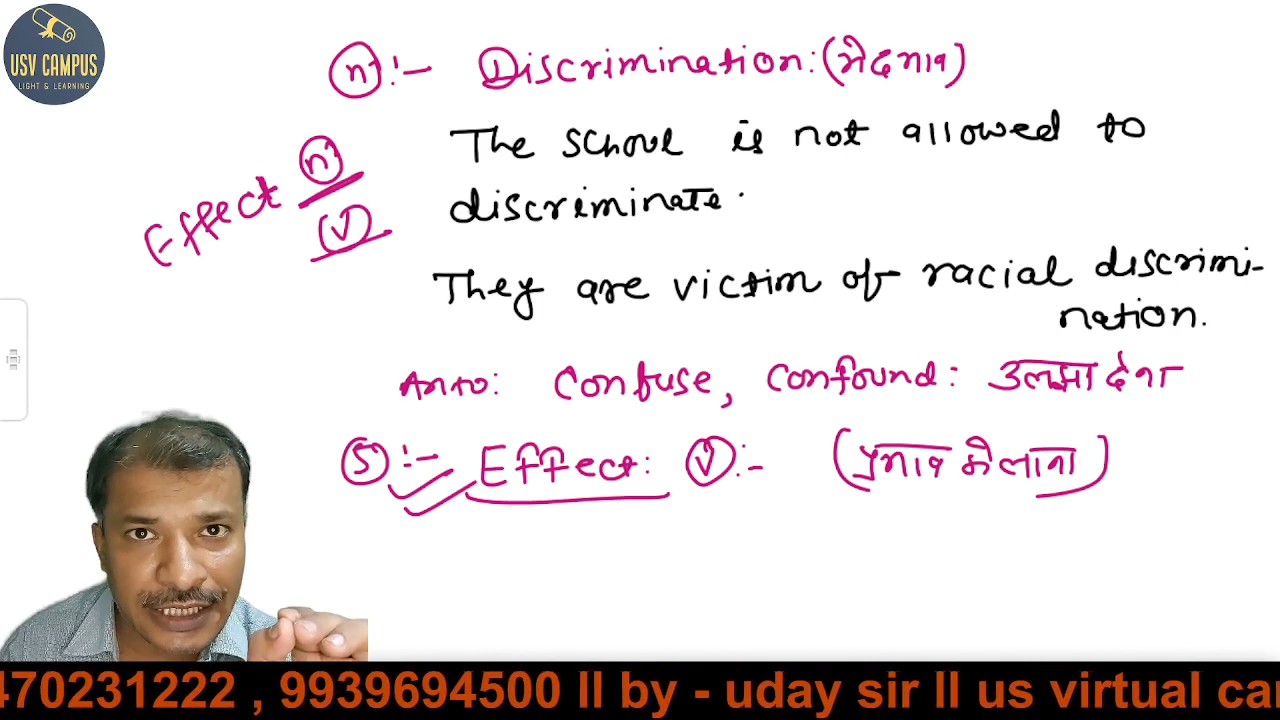 USV CAMPUS
LIGHT & LEARNING
n :- Discrimination: (भेदभाव)
The school is not allowed to
discriminate.
Effect n
v
They are victim of racial discrimi-
nation.
Anto: Confuse, Confound: उलझा देना
5 :- Effect: v :- (प्रभाव में लाना)
470231222 , 9939694500 ll by - uday sir ll us virtual ca